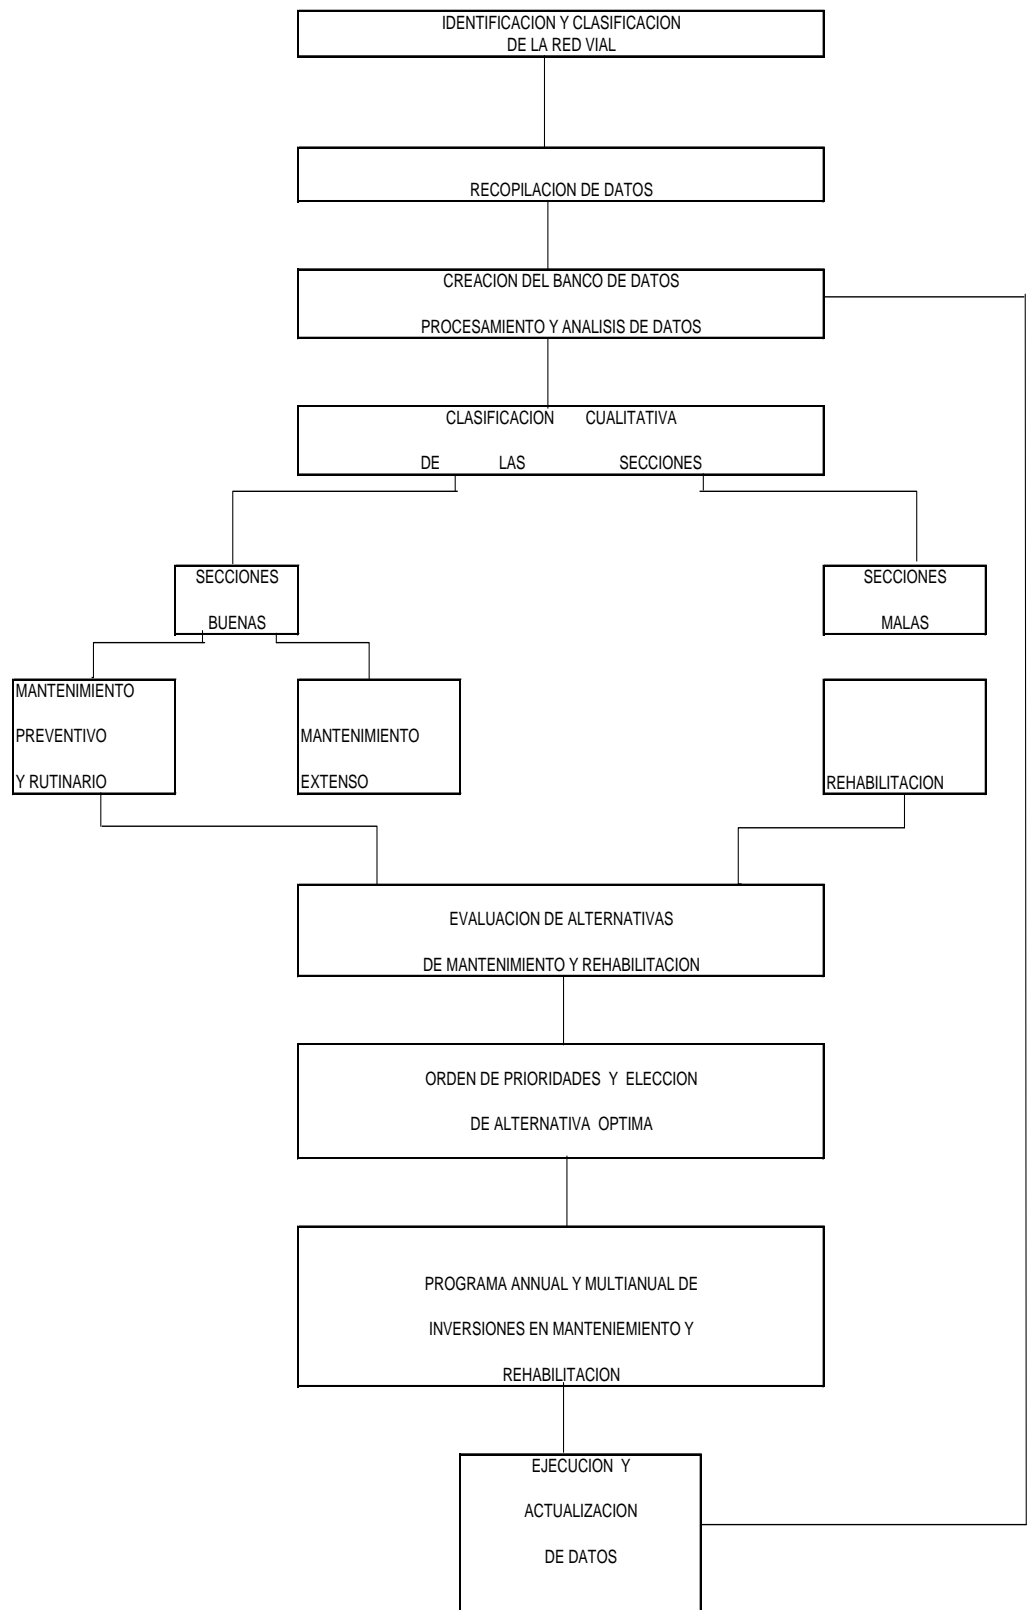 IDENTIFICACION Y CLASIFICACION
DE LA RED VIAL
RECOPILACION DE DATOS
CREACION DEL BANCO DE DATOS
PROCESAMIENTO Y ANALISIS DE DATOS
CLASIFICACION CUALITATIVA
DE LAS SECCIONES
SECCIONES
BUENAS
SECCIONES
MALAS
MANTENIMIENTO
PREVENTIVO
Y RUTINARIO
MANTENIMIENTO
EXTENSO
REHABILITACION
EVALUACION DE ALTERNATIVAS
DE MANTENIMIENTO Y REHABILITACION
ORDEN DE PRIORIDADES Y ELECCION
DE ALTERNATIVA OPTIMA
PROGRAMA ANNUAL Y MULTIANUAL DE
INVERSIONES EN MANTENIEMIENTO Y
REHABILITACION
EJECUCION Y
ACTUALIZACION
DE DATOS